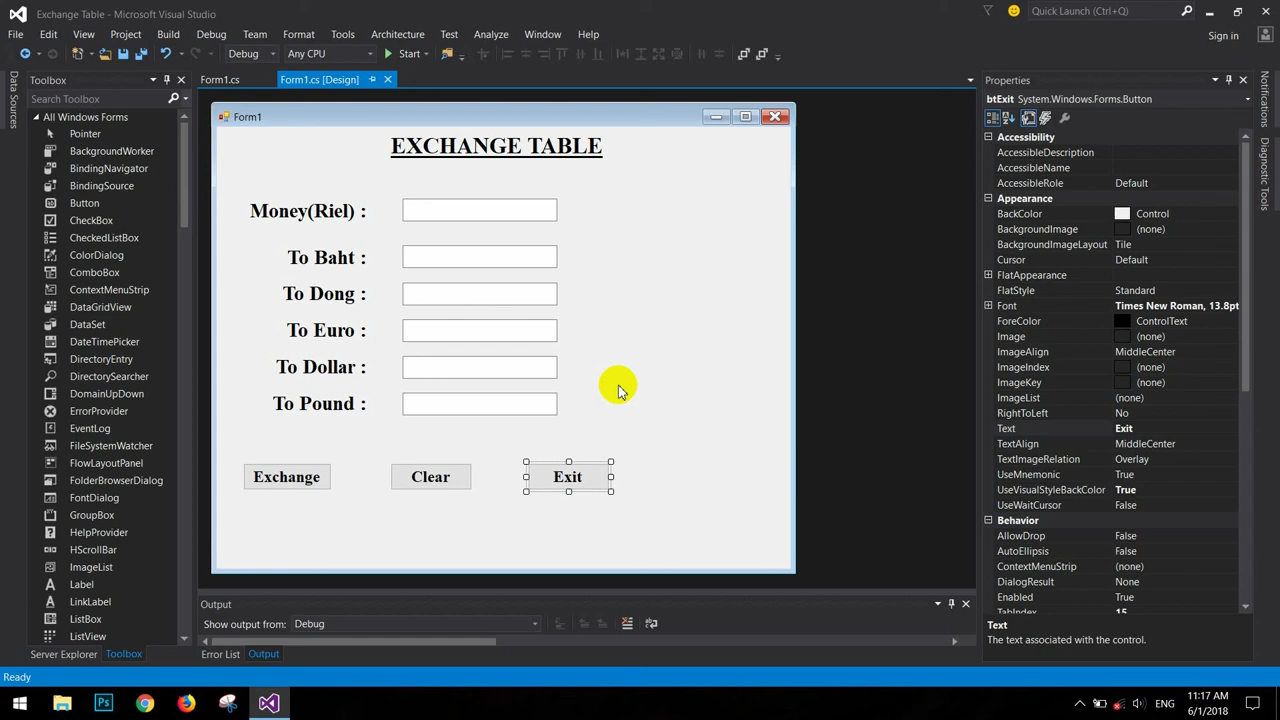 Exchange Table - Microsoft Visual Studio
Quick Launch (Ctrl+Q)
File Edit View Project Build Debug Team Format Tools Architecture Test Analyze Window Help
Sign in
Debug Any CPU Start
Data Sources
Toolbox
Search Toolbox
All Windows Forms
Pointer
BackgroundWorker
BindingNavigator
BindingSource
Button
CheckBox
CheckedListBox
ColorDialog
ComboBox
ContextMenuStrip
DataGridView
DataSet
DateTimePicker
DirectoryEntry
DirectorySearcher
DomainUpDown
ErrorProvider
EventLog
FileSystemWatcher
FlowLayoutPanel
FolderBrowserDialog
FontDialog
GroupBox
HelpProvider
HScrollBar
ImageList
Label
LinkLabel
ListBox
ListView
Server Explorer Toolbox
Form1.cs Form1.cs [Design]
Form1
EXCHANGE TABLE
Money(Riel) :
To Baht :
To Dong :
To Euro :
To Dollar :
To Pound :
Exchange Clear Exit
Output
Show output from: Debug
Error List Output
Properties
btExit System.Windows.Forms.Button
Accessibility
AccessibleDescription
AccessibleName
AccessibleRole Default
Appearance
BackColor Control
BackgroundImage (none)
BackgroundImageLayout Tile
Cursor Default
FlatAppearance
FlatStyle Standard
Font Times New Roman, 13.8pt
ForeColor ControlText
Image (none)
ImageAlign MiddleCenter
ImageIndex (none)
ImageKey (none)
ImageList (none)
RightToLeft No
Text Exit
TextAlign MiddleCenter
TextImageRelation Overlay
UseMnemonic True
UseVisualStyleBackColor True
UseWaitCursor False
Behavior
AllowDrop False
AutoEllipsis False
ContextMenuStrip (none)
DialogResult None
Enabled True
TabIndex 15
Text
The text associated with the control.
Notifications
Diagnostic Tools
Ready
Ps
ENG
11:17 AM
6/1/2018